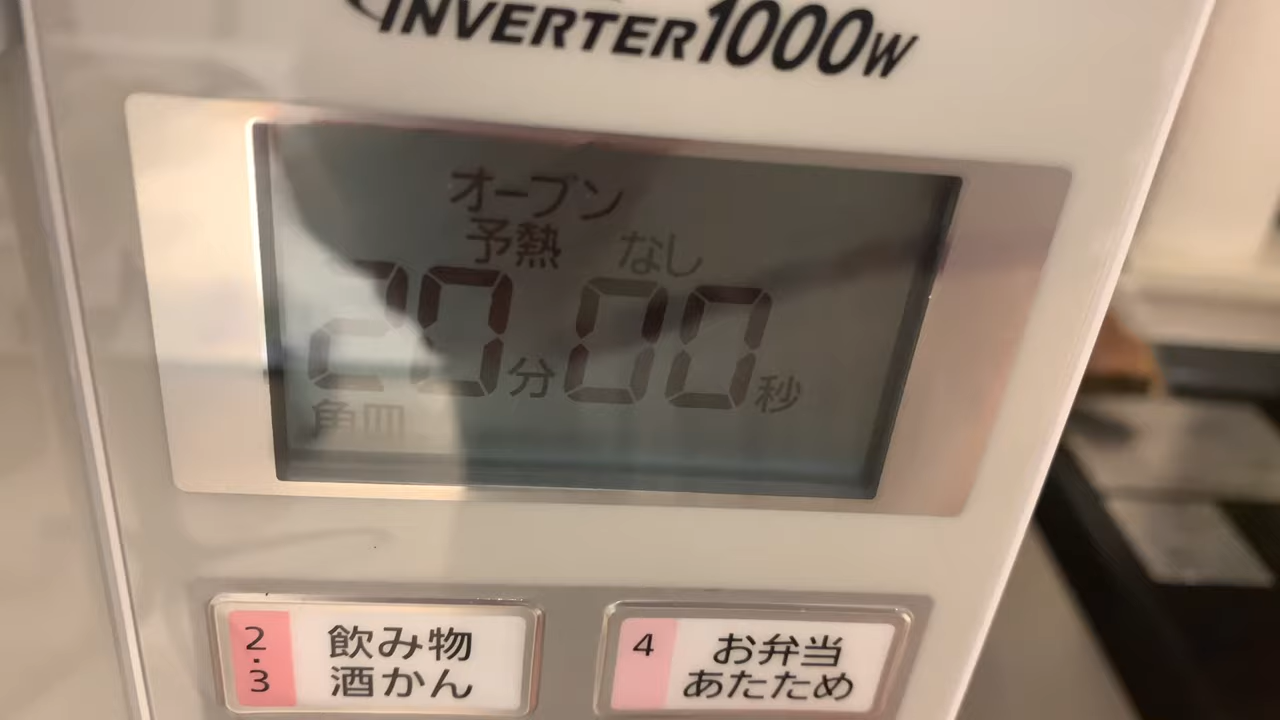 INVERTER1000W
オーブン
予熱 なし
20分00秒
角皿
2・3 飲み物
酒かん
4 お弁当
あたため